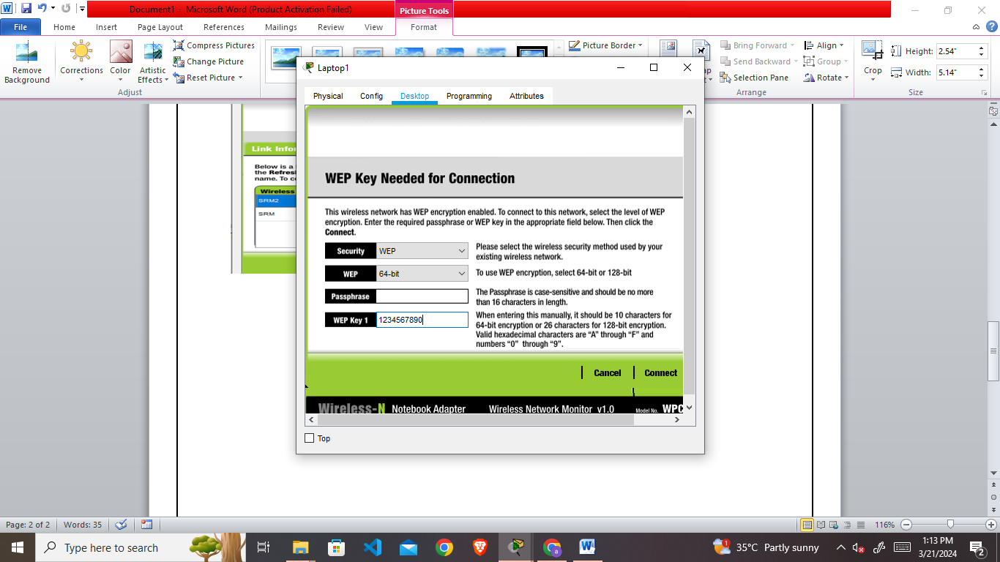 Document1 - Microsoft Word (Product Activation Failed)
Picture Tools
File Home Insert Page Layout References Mailings Review View Format
Remove Background
Corrections
Color
Artistic Effects
Compress Pictures
Change Picture
Reset Picture
Adjust
Picture Border
Bring Forward
Send Backward
Selection Pane
Align
Group
Rotate
Arrange
Crop
Height: 2.54"
Width: 5.14"
Size
Laptop1
Physical Config Desktop Programming Attributes
Link Info
Below is a
the Refres
name. To co
Wireless
SRM2
SRM
WEP Key Needed for Connection
This wireless network has WEP encryption enabled. To connect to this network, select the level of WEP
encryption. Enter the required passphrase or WEP key in the appropriate field below. Then click the
Connect.
Security WEP
Please select the wireless security method used by your
existing wireless network.
WEP 64-bit
To use WEP encryption, select 64-bit or 128-bit
Passphrase
The Passphrase is case-sensitive and should be no more
than 16 characters in length.
WEP Key 1 1234567890
When entering this manually, it should be 10 characters for
64-bit encryption or 26 characters for 128-bit encryption.
Valid hexadecimal characters are “A” through “F” and
numbers “0” through “9”.
Cancel Connect
Wireless-N Notebook Adapter Wireless Network Monitor v1.0 Model No. WPC
Top
Page: 2 of 2 Words: 35 116%
Type here to search
35°C Partly sunny
1:13 PM
3/21/2024
2